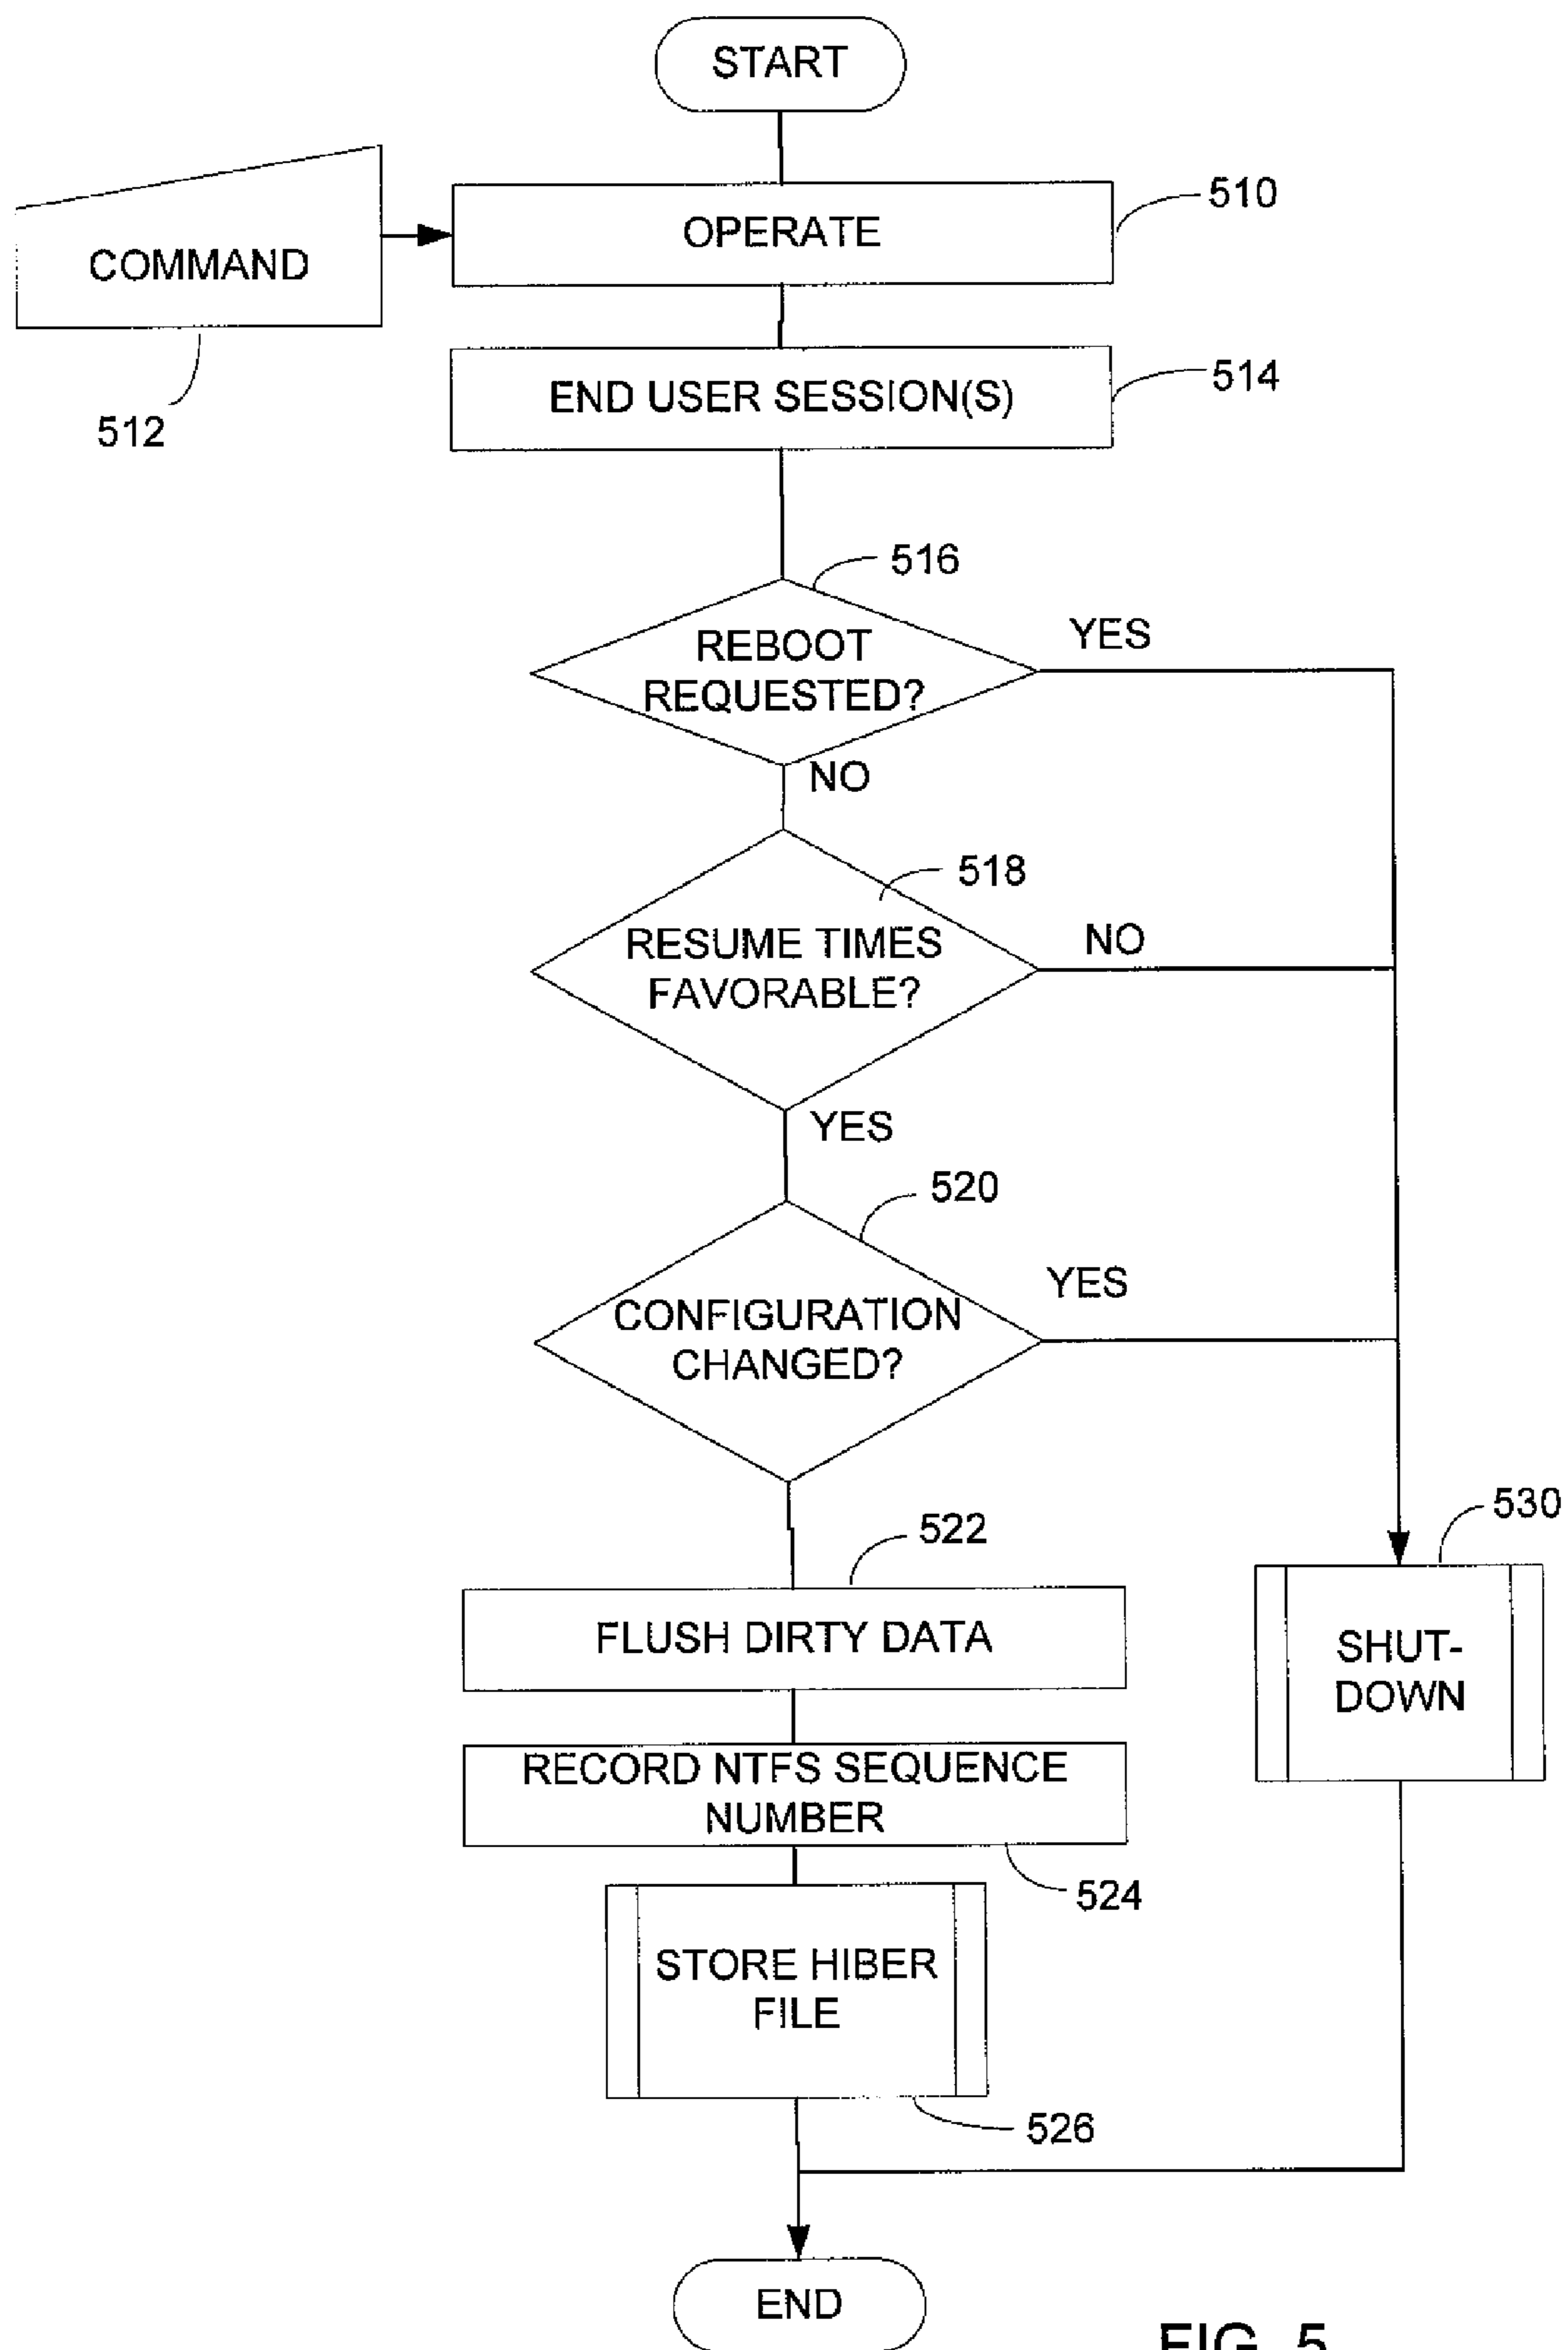 START
OPERATE
510
COMMAND
512
END USER SESSION(S)
514
516
REBOOT
REQUESTED?
YES
NO
518
RESUME TIMES
FAVORABLE?
NO
YES
520
CONFIGURATION
CHANGED?
YES
522
FLUSH DIRTY DATA
530
SHUT-
DOWN
RECORD NTFS SEQUENCE
NUMBER
524
STORE HIBER
FILE
526
END
FIG. 5